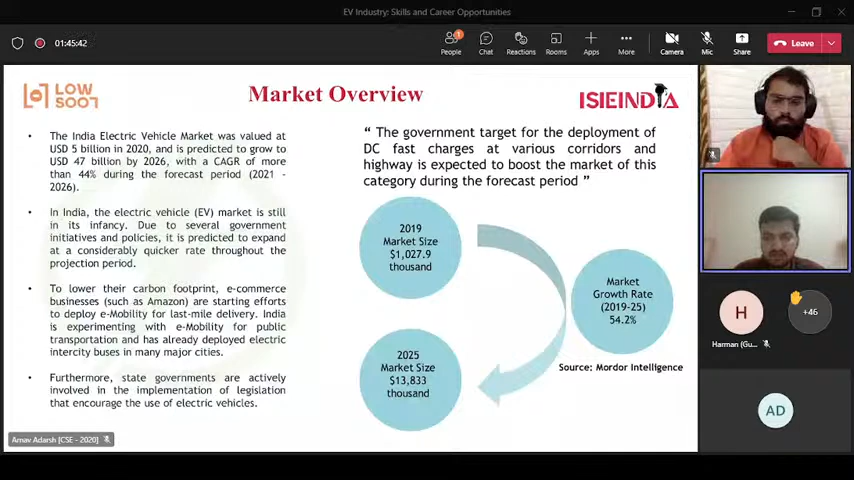 EV Industry: Skills and Career Opportunities
01:45:42
1
People
Chat
Reactions
Rooms
Apps
More
Camera
Mic
Share
Leave
LOW
SOOT
Market Overview
ISIEINDIA
• The India Electric Vehicle Market was valued at
USD 5 billion in 2020, and is predicted to grow to
USD 47 billion by 2026, with a CAGR of more
than 44% during the forecast period (2021 -
2026).
• In India, the electric vehicle (EV) market is still
in its infancy. Due to several government
initiatives and policies, it is predicted to expand
at a considerably quicker rate throughout the
projection period.
• To lower their carbon footprint, e-commerce
businesses (such as Amazon) are starting efforts
to deploy e-Mobility for last-mile delivery. India
is experimenting with e-Mobility for public
transportation and has already deployed electric
intercity buses in many major cities.
• Furthermore, state governments are actively
involved in the implementation of legislation
that encourage the use of electric vehicles.
“ The government target for the deployment of
DC fast charges at various corridors and
highway is expected to boost the market of this
category during the forecast period ”
2019
Market Size
$1,027.9
thousand
Market
Growth Rate
(2019-25)
54.2%
2025
Market Size
$13,833
thousand
Source: Mordor Intelligence
Arnav Adarsh [CSE - 2020]
H
Harman (Gu...
+46
AD